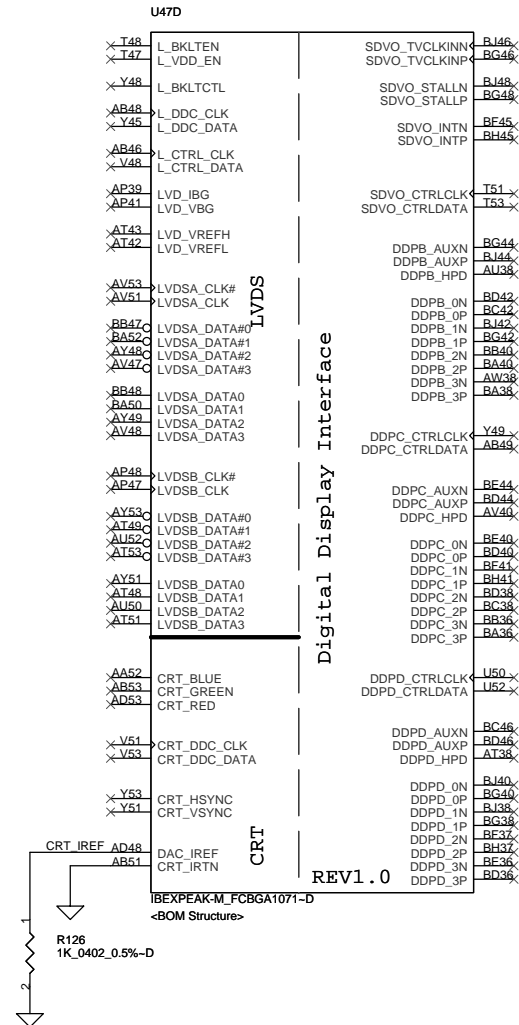 U47D
T48 L_BKLTEN
T47 L_VDD_EN
Y48 L_BKLTCTL
AB48 L_DDC_CLK
Y45 L_DDC_DATA
AB46 L_CTRL_CLK
V48 L_CTRL_DATA
AP39 LVD_IBG
AP41 LVD_VBG
AT43 LVD_VREFH
AT42 LVD_VREFL
AV53 LVDSA_CLK#
AV51 LVDSA_CLK
BB47 LVDSA_DATA#0
BA52 LVDSA_DATA#1
AY48 LVDSA_DATA#2
AV47 LVDSA_DATA#3
BB48 LVDSA_DATA0
BA50 LVDSA_DATA1
AY49 LVDSA_DATA2
AV48 LVDSA_DATA3
AP48 LVDSB_CLK#
AP47 LVDSB_CLK
AY53 LVDSB_DATA#0
AT49 LVDSB_DATA#1
AU52 LVDSB_DATA#2
AT53 LVDSB_DATA#3
AY51 LVDSB_DATA0
AT48 LVDSB_DATA1
AU50 LVDSB_DATA2
AT51 LVDSB_DATA3
AA52 CRT_BLUE
AB53 CRT_GREEN
AD53 CRT_RED
V51 CRT_DDC_CLK
V53 CRT_DDC_DATA
Y53 CRT_HSYNC
Y51 CRT_VSYNC
CRT_IREF AD48 DAC_IREF
AB51 CRT_IRTN
LVDS
CRT
Digital Display Interface
SDVO_TVCLKINN BJ46
SDVO_TVCLKINP BG46
SDVO_STALLN BJ48
SDVO_STALLP BG48
SDVO_INTN BF45
SDVO_INTP BH45
SDVO_CTRLCLK T51
SDVO_CTRLDATA T53
DDPB_AUXN BG44
DDPB_AUXP BJ44
DDPB_HPD AU38
DDPB_0N BD42
DDPB_0P BC42
DDPB_1N BJ42
DDPB_1P BG42
DDPB_2N BB40
DDPB_2P BA40
DDPB_3N AW38
DDPB_3P BA38
DDPC_CTRLCLK Y49
DDPC_CTRLDATA AB49
DDPC_AUXN BE44
DDPC_AUXP BD44
DDPC_HPD AV40
DDPC_0N BE40
DDPC_0P BD40
DDPC_1N BF41
DDPC_1P BH41
DDPC_2N BD38
DDPC_2P BC38
DDPC_3N BB36
DDPC_3P BA36
DDPD_CTRLCLK U50
DDPD_CTRLDATA U52
DDPD_AUXN BC46
DDPD_AUXP BD46
DDPD_HPD AT38
DDPD_0N BJ40
DDPD_0P BG40
DDPD_1N BJ38
DDPD_1P BG38
DDPD_2N BF37
DDPD_2P BH37
DDPD_3N BE36
DDPD_3P BD36
REV1.0
IBEXPEAK-M_FCBGA1071~D
<BOM Structure>
1
R126
1K_0402_0.5%~D
2